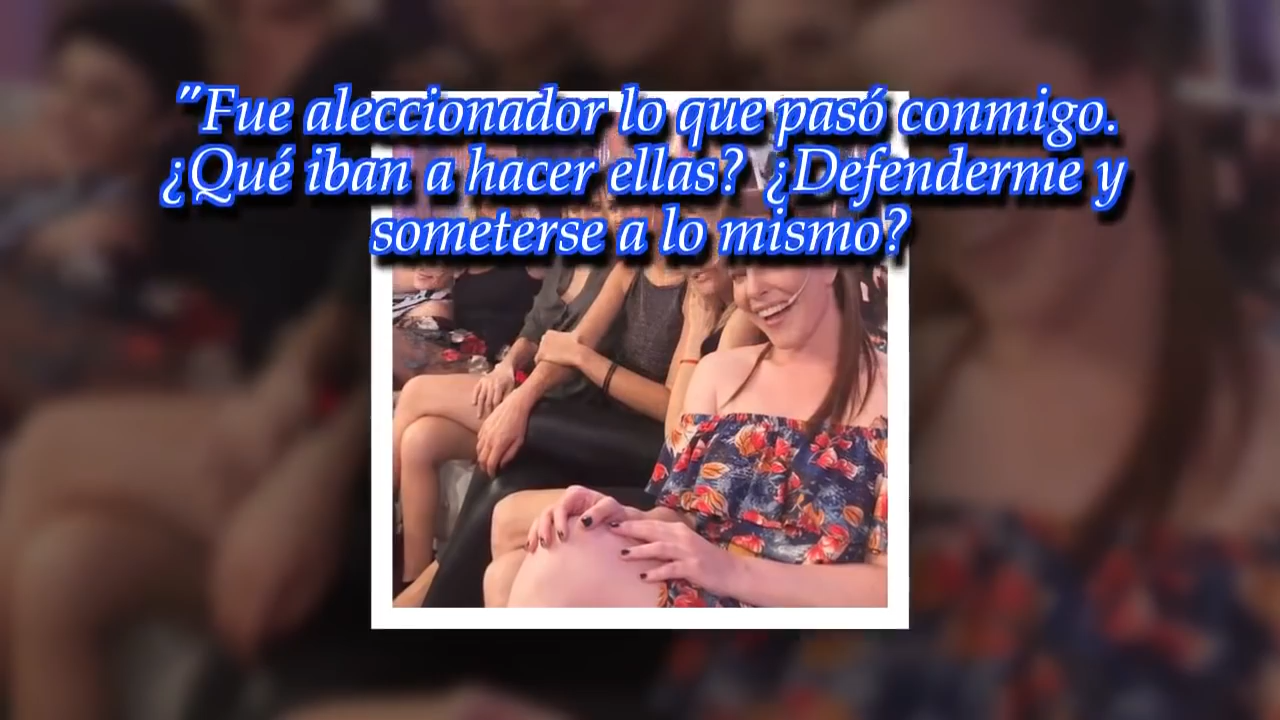 "Fue aleccionador lo que pasó conmigo.
¿Qué iban a hacer ellas? ¿Defenderme y
someterse a lo mismo?